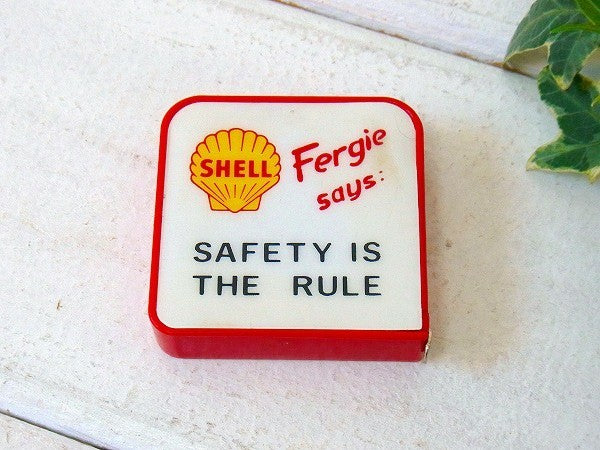 SHELL
Fergie
says:
SAFETY IS
THE RULE